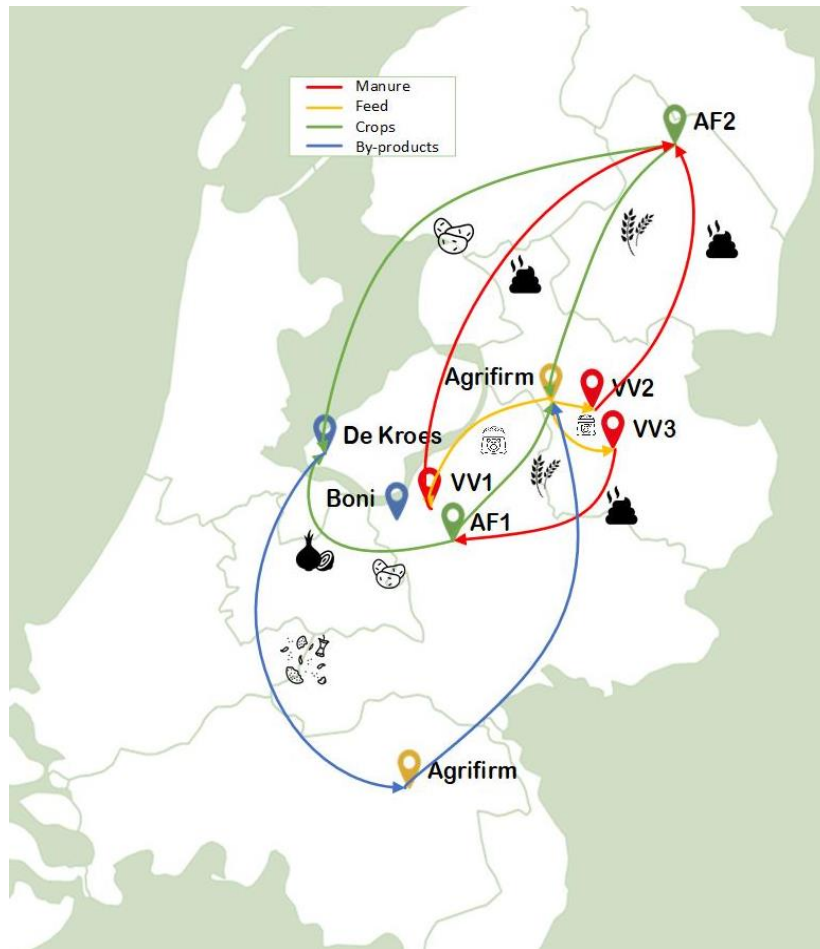 Manure
Feed
Crops
By-products
AF2
Agrifirm
VV2
VV3
De Kroes
VV1
Boni
AF1
Agrifirm